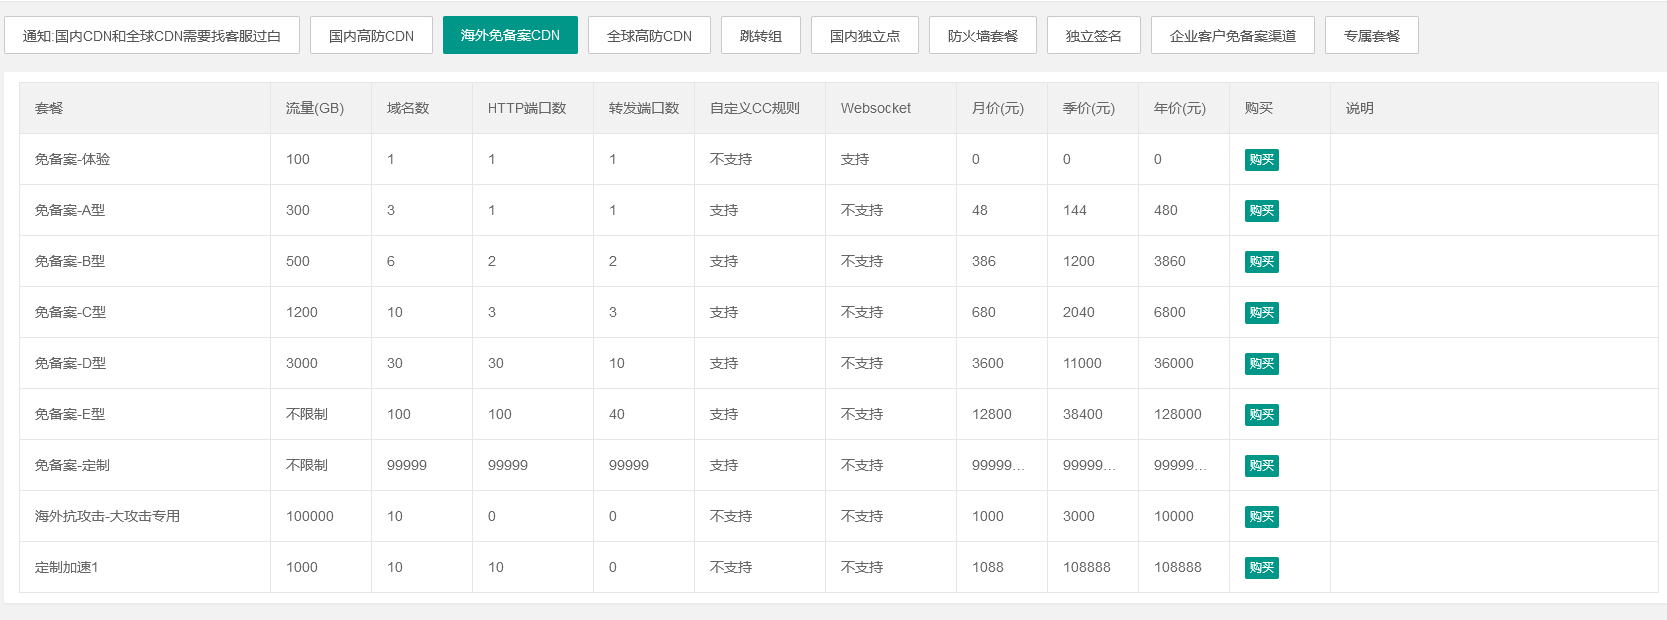 通知:国内CDN和全球CDN需要找客服过白 国内高防CDN 海外免备案CDN 全球高防CDN 跳转组 国内独立点 防火墙套餐 独立签名 企业客户免备案渠道 专属套餐
套餐 流量(GB) 域名数 HTTP端口数 转发端口数 自定义CC规则 Websocket 月价(元) 季价(元) 年价(元) 购买 说明
免备案-体验 100 1 1 1 不支持 支持 0 0 0 购买
免备案-A型 300 3 1 1 支持 不支持 48 144 480 购买
免备案-B型 500 6 2 2 支持 不支持 386 1200 3860 购买
免备案-C型 1200 10 3 3 支持 不支持 680 2040 6800 购买
免备案-D型 3000 30 30 10 支持 不支持 3600 11000 36000 购买
免备案-E型 不限制 100 100 40 支持 不支持 12800 38400 128000 购买
免备案-定制 不限制 99999 99999 99999 支持 不支持 99999... 99999... 99999... 购买
海外抗攻击-大攻击专用 100000 10 0 0 不支持 不支持 1000 3000 10000 购买
定制加速1 1000 10 10 0 不支持 不支持 1088 108888 108888 购买